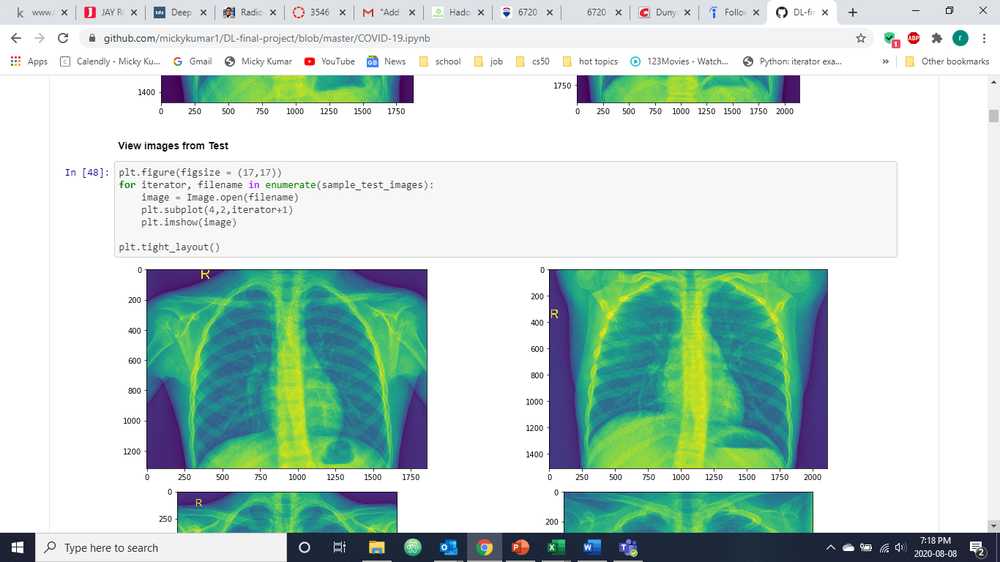 www.l
JAY R
Deep
Radio
3546
M "Add
Hado
6720
6720
Duny
Follow
DL-fin
github.com/mickykumar1/DL-final-project/blob/master/COVID-19.ipynb
ABP
1
r
Apps
Calendly - Micky Ku...
Gmail
Micky Kumar
YouTube
News
school
job
cs50
hot topics
123Movies - Watch...
Python: iterator exa...
»
Other bookmarks
1400
0 250 500 750 1000 1250 1500 1750
1750
0 250 500 750 1000 1250 1500 1750 2000
View images from Test
In [48]:
plt.figure(figsize = (17,17))
for iterator, filename in enumerate(sample_test_images):
    image = Image.open(filename)
    plt.subplot(4,2,iterator+1)
    plt.imshow(image)
plt.tight_layout()
R
0
200
400
600
800
1000
1200
0 250 500 750 1000 1250 1500 1750
R
0
200
400
600
800
1000
1200
1400
0 250 500 750 1000 1250 1500 1750 2000
R
0
250
0
200
Type here to search
7:18 PM
2020-08-08
2